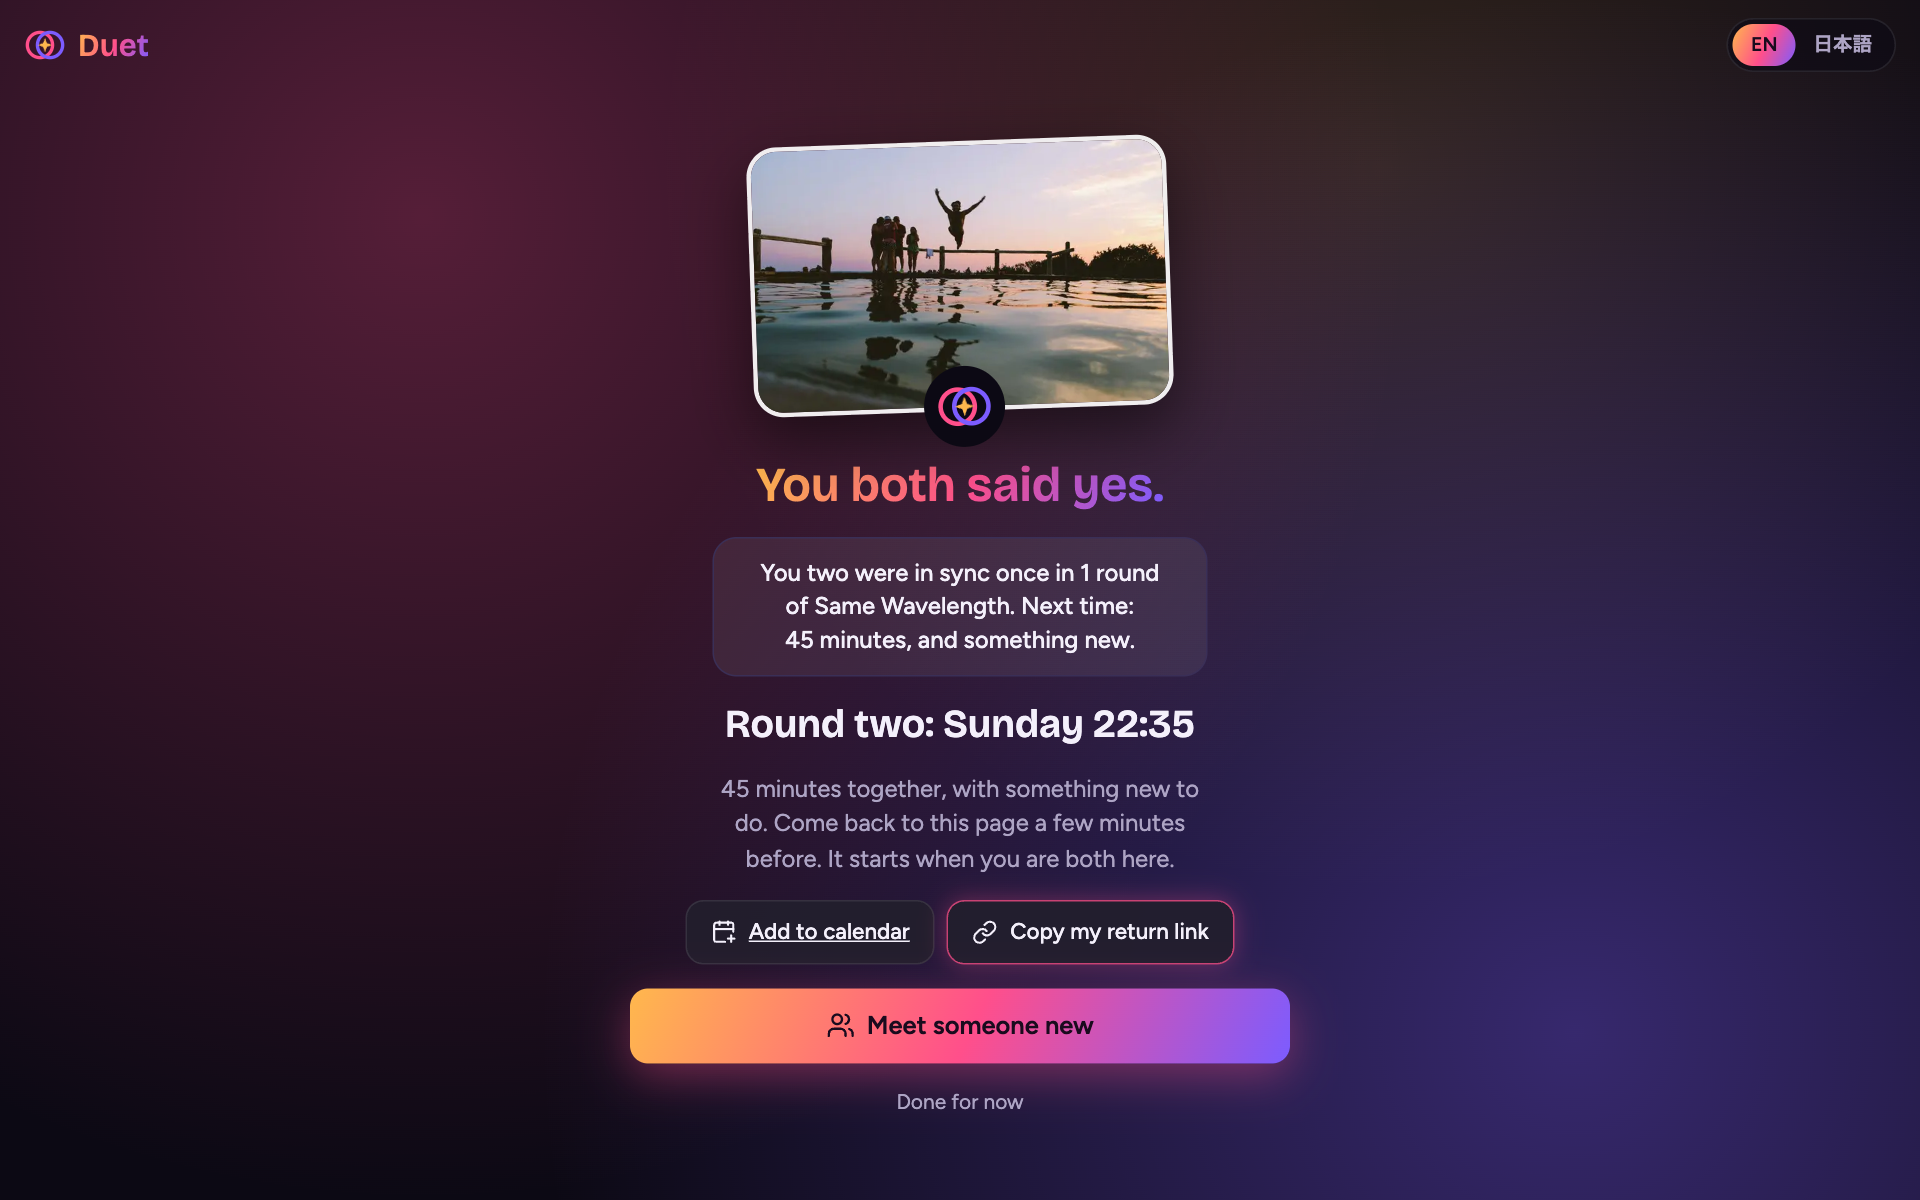 Duet
EN
日本語
You both said yes.
You two were in sync once in 1 round
of Same Wavelength. Next time:
45 minutes, and something new.
Round two: Sunday 22:35
45 minutes together, with something new to
do. Come back to this page a few minutes
before. It starts when you are both here.
Add to calendar
Copy my return link
Meet someone new
Done for now